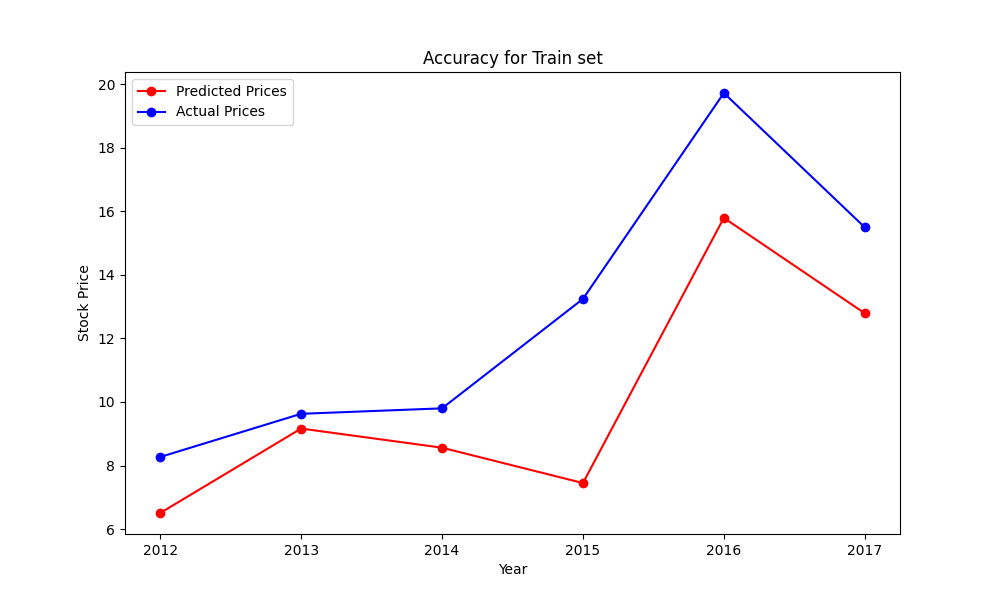 Accuracy for Train set
Predicted Prices
Actual Prices
20
18
16
14
12
10
8
6
Stock Price
2012 2013 2014 2015 2016 2017
Year